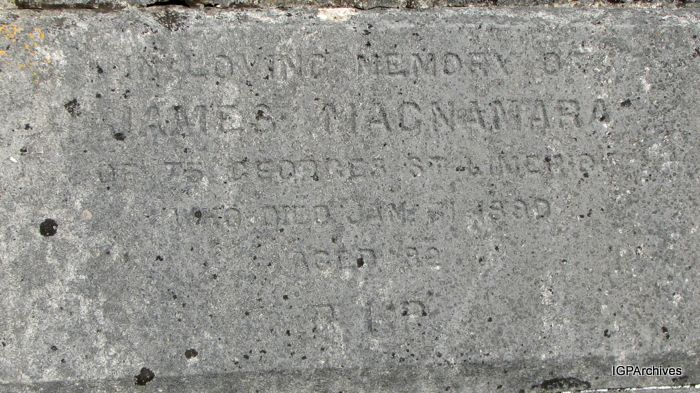 IN LOVING MEMORY OF
JAMES MACNAMARA
OF 75 GEORGES ST LIMERICK
WHO DIED JAN.
AGED
R.I.P
IGPArchives